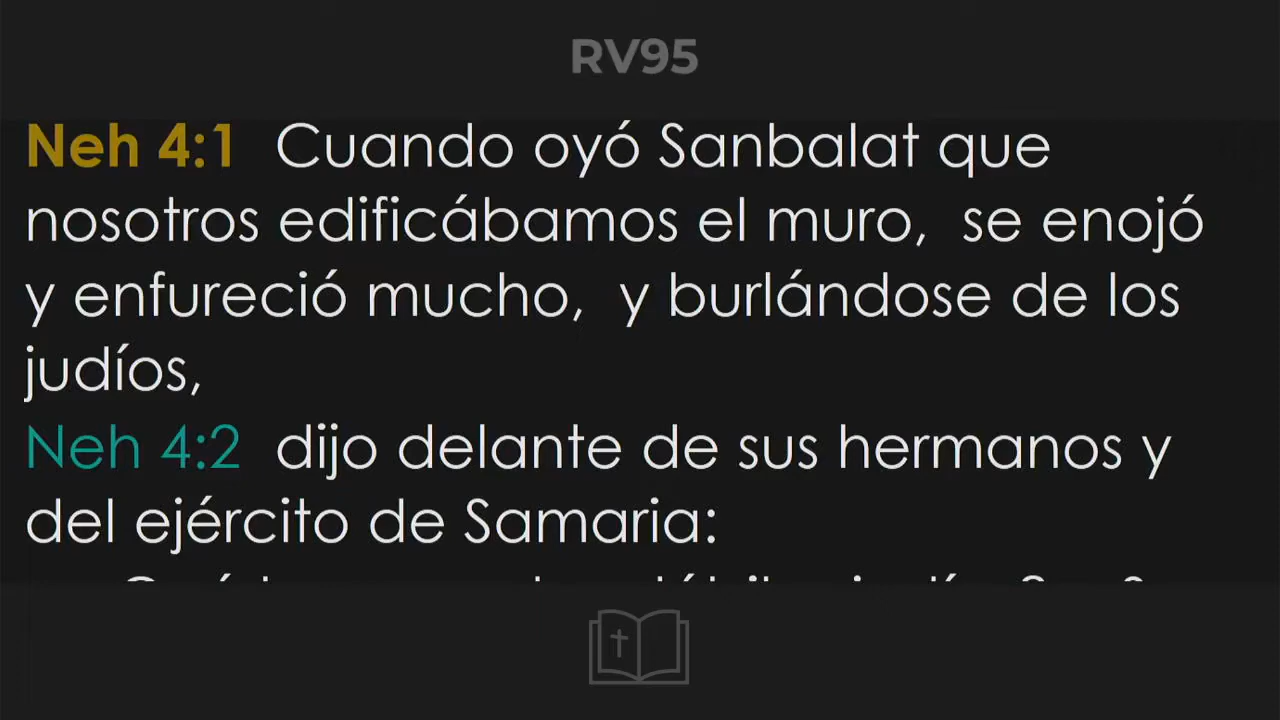 RV95
Neh 4:1 Cuando oyó Sanbalat que
nosotros edificábamos el muro, se enojó
y enfureció mucho, y burlándose de los
judíos,
Neh 4:2 dijo delante de sus hermanos y
del ejército de Samaria: